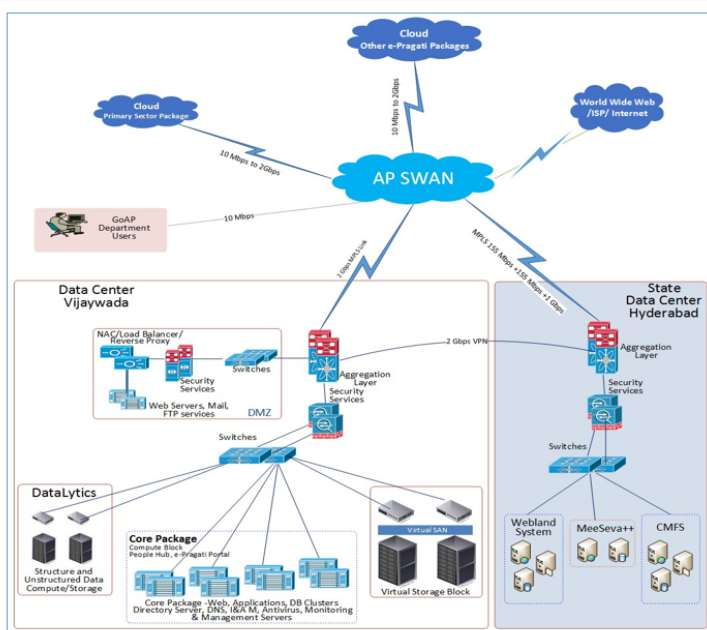 Cloud
Other e-Pragati Packages
Cloud
Primary Sector Package
World Wide Web
/ISP/ Internet
10 Mbps to 2Gbps
10 Mbps to 2Gbps
AP SWAN
GoAP
Department
Users
10 Mbps
2 Gbps MPLS Link
MPLS 155 Mbps +155 Mbps +1 Gbps
Data Center
Vijaywada
State
Data Center
Hyderabad
NAC/Load Balancer/
Reverse Proxy
Switches
Security
Services
Web Servers, Mail,
FTP services
DMZ
2 Gbps VPN
Aggregation
Layer
Security
Services
Aggregation
Layer
Security
Services
Switches
Switches
DataLytics
Structure and
Unstructured Data
Compute/Storage
Core Package
Compute Block
People Hub, e-Pragati Portal
Core Package -Web, Applications, DB Clusters
Directory Server, DNS, I&A M, Antivirus, Monitoring
& Management Servers
Virtual SAN
Virtual Storage Block
Webland
System
MeeSeva++
CMFS